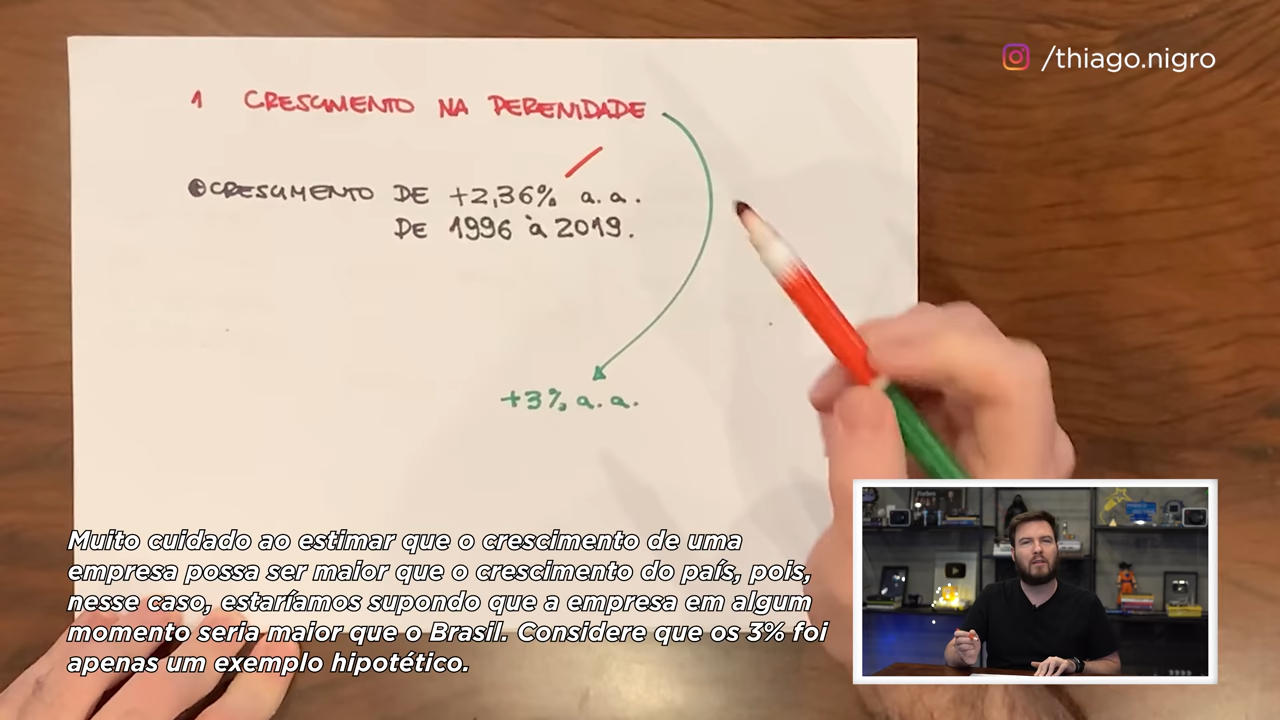 /thiago.nigro
1 CRESCIMENTO NA PERENIDADE
CRESCIMENTO DE +2,36% a.a.
DE 1996 à 2019.
+3% a.a.
Muito cuidado ao estimar que o crescimento de uma
empresa possa ser maior que o crescimento do país, pois,
nesse caso, estaríamos supondo que a empresa em algum
momento seria maior que o Brasil. Considere que os 3% foi
apenas um exemplo hipotético.
Forbes